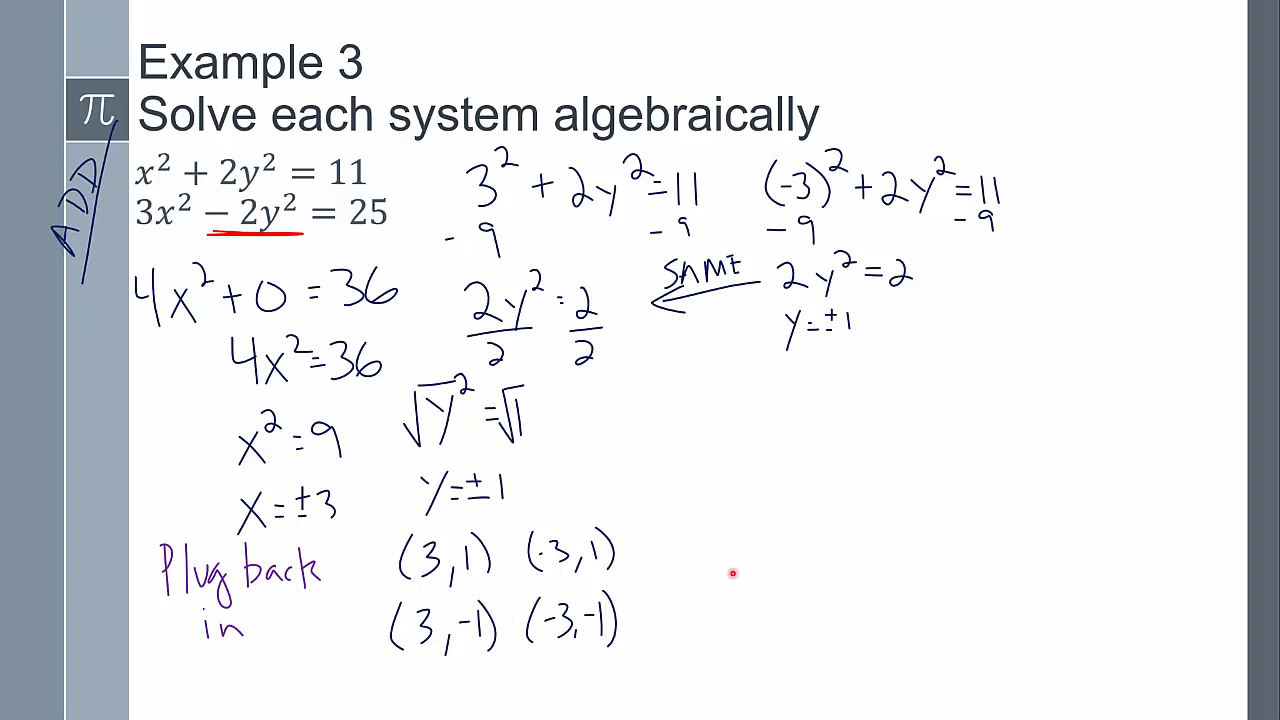 Example 3
π Solve each system algebraically
ADD
x² + 2y² = 11
3x² − 2y² = 25
4x² + 0 = 36
4x² = 36
x² = 9
x = ±3
Plug back
in
3² + 2y² = 11
- 9 - 9
2y² = 2
2 2
√y² = √1
y = ±1
(3, 1) (-3, 1)
(3, -1) (-3, -1)
(-3)² + 2y² = 11
- 9 - 9
SAME 2y² = 2
y = ±1